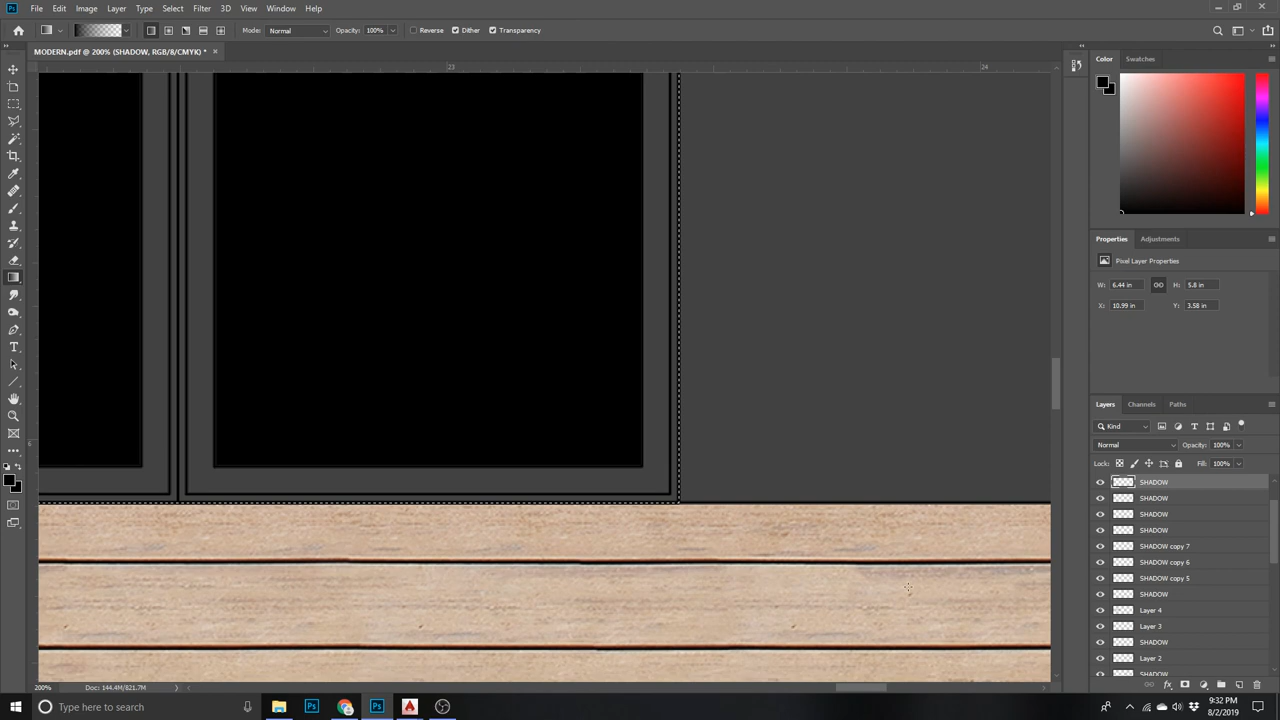 File Edit Image Layer Type Select Filter 3D View Window Help
Mode: Normal Opacity: 100% Reverse Dither Transparency
MODERN.pdf @ 200% (SHADOW, RGB/8/CMYK) *
23 24
6
Color Swatches
Properties Adjustments
Pixel Layer Properties
W: 6.44 in H: 5.8 in
X: 10.99 in Y: 3.58 in
Layers Channels Paths
Kind
Normal Opacity: 100%
Lock: Fill: 100%
SHADOW
SHADOW
SHADOW
SHADOW
SHADOW copy 7
SHADOW copy 6
SHADOW copy 5
SHADOW
Layer 4
Layer 3
SHADOW
Layer 2
SHADOW
200% Doc: 144.4M/821.7M
Type here to search
9:32 PM
8/2/2019